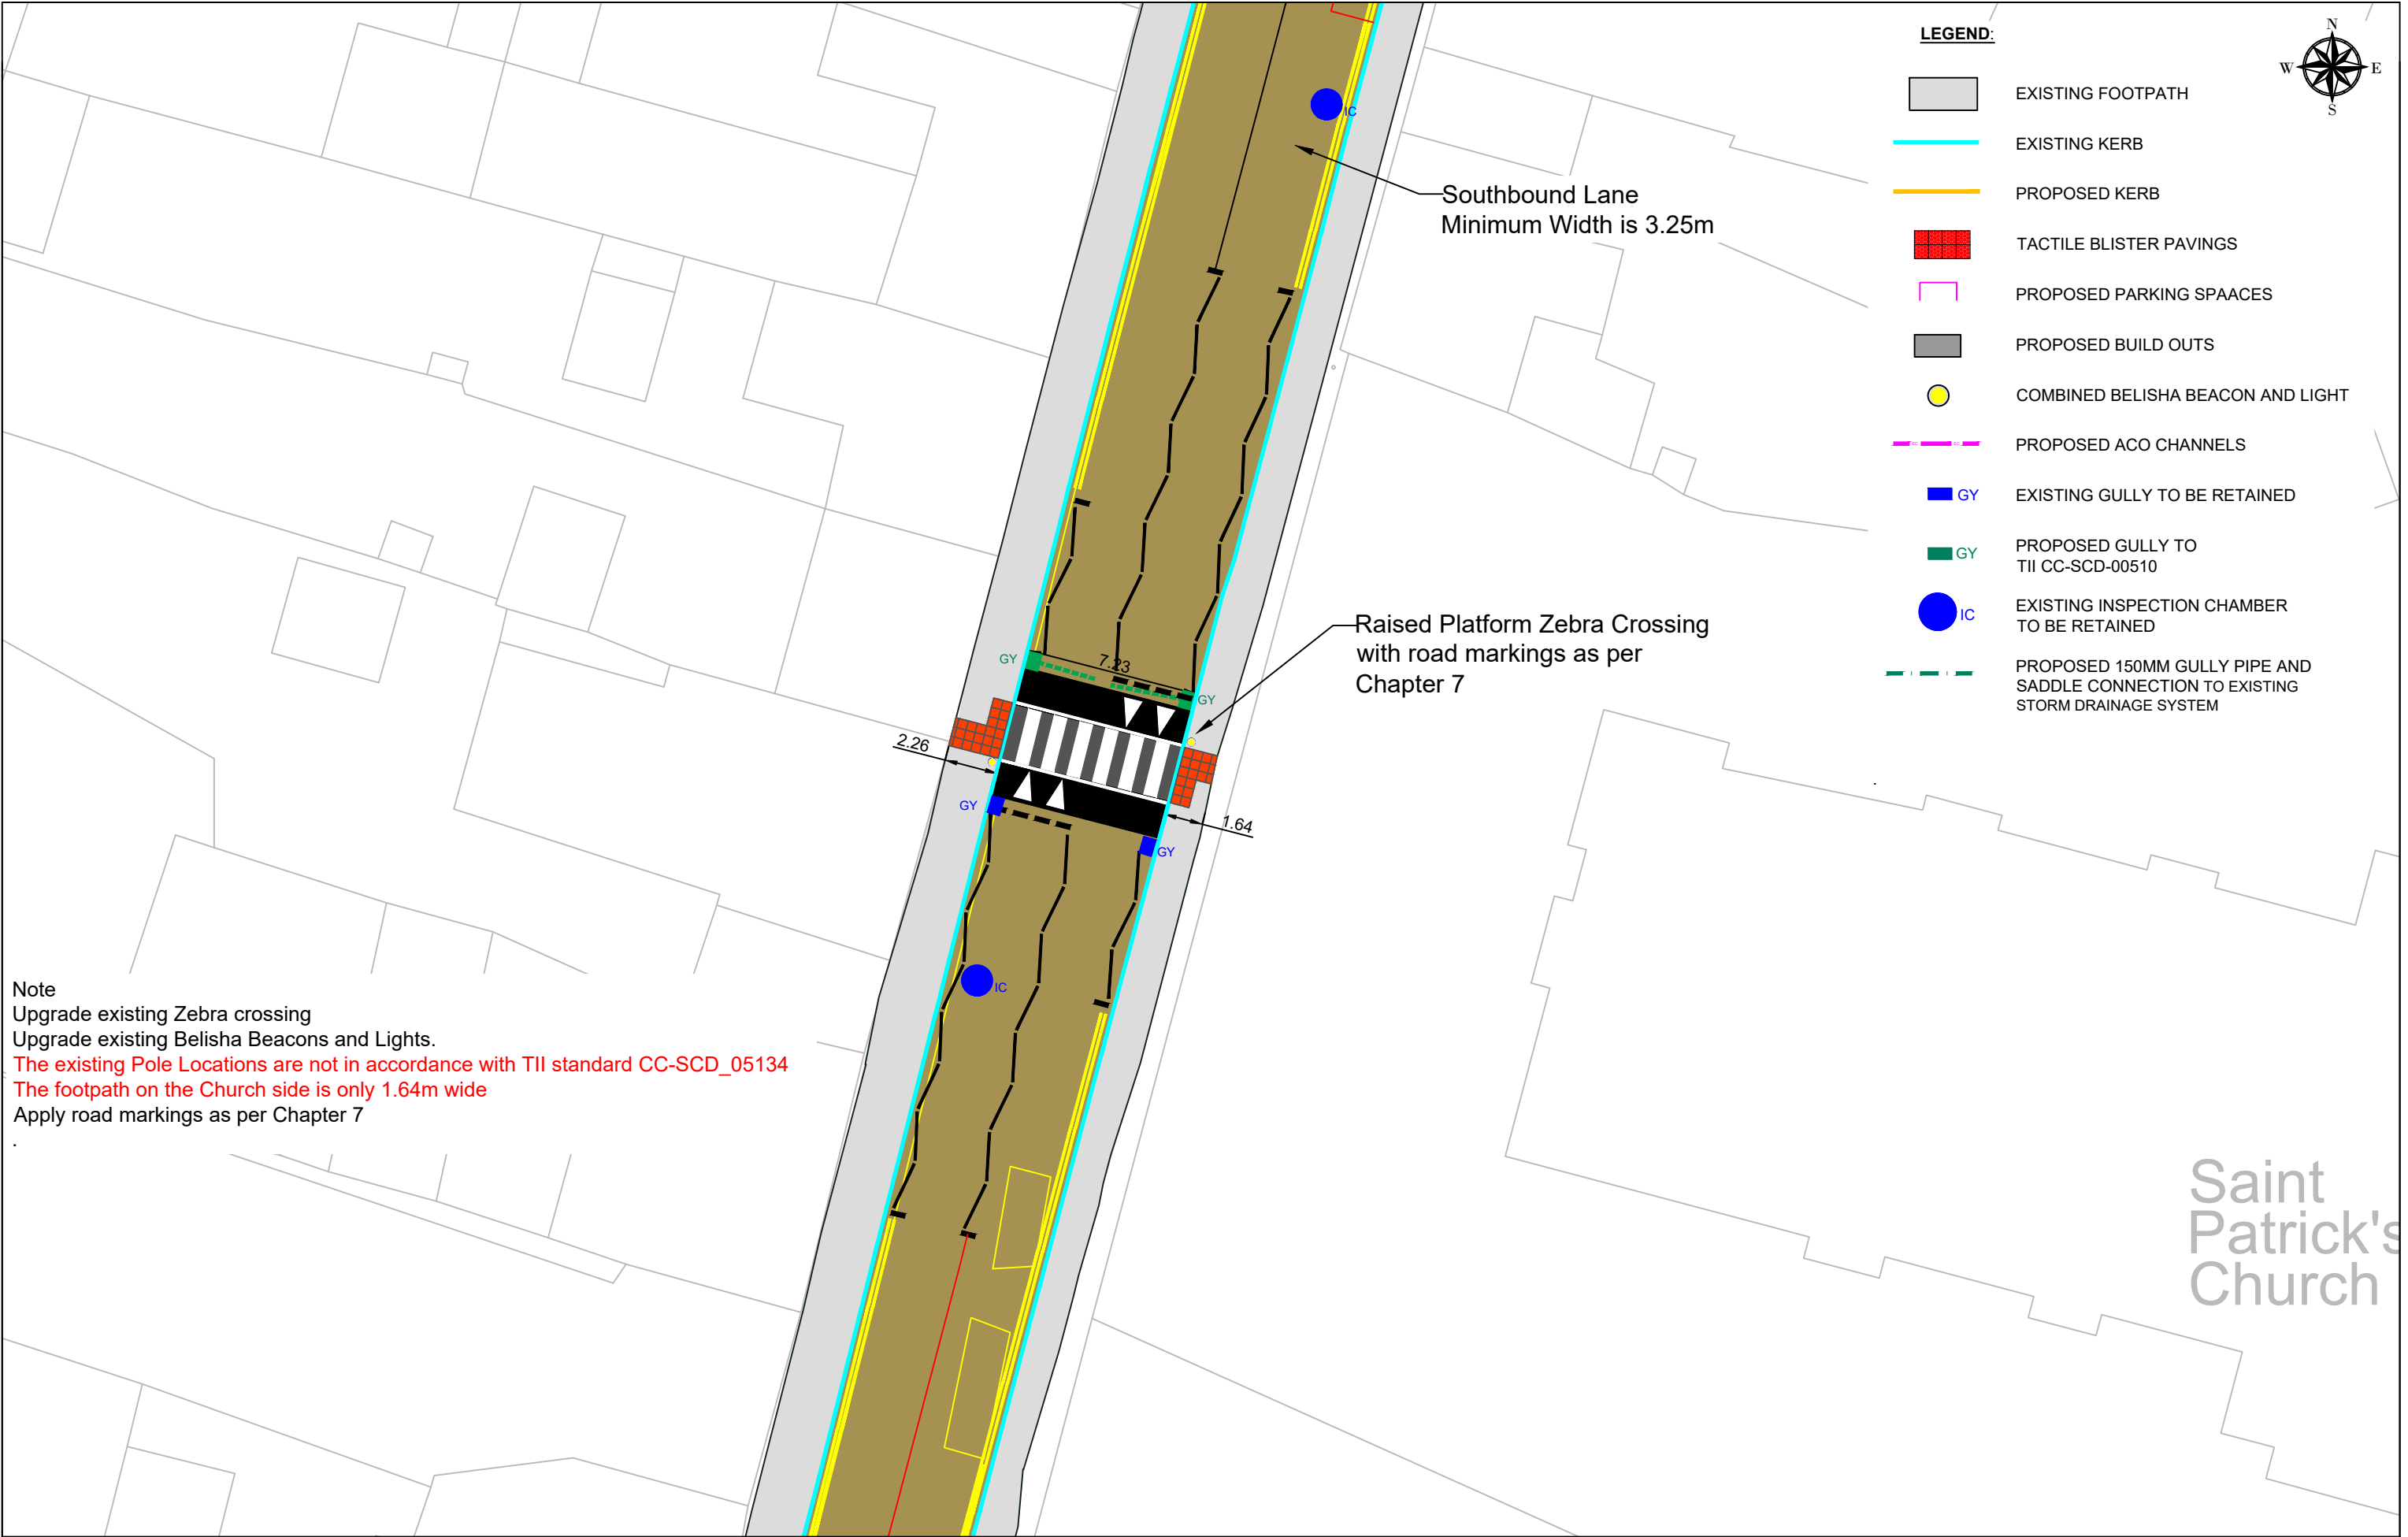 LEGEND:
N
W
E
S
EXISTING FOOTPATH
EXISTING KERB
PROPOSED KERB
TACTILE BLISTER PAVINGS
PROPOSED PARKING SPAACES
PROPOSED BUILD OUTS
COMBINED BELISHA BEACON AND LIGHT
PROPOSED ACO CHANNELS
GY
EXISTING GULLY TO BE RETAINED
GY
PROPOSED GULLY TO
TII CC-SCD-00510
IC
EXISTING INSPECTION CHAMBER
TO BE RETAINED
PROPOSED 150MM GULLY PIPE AND
SADDLE CONNECTION TO EXISTING
STORM DRAINAGE SYSTEM
IC
Southbound Lane
Minimum Width is 3.25m
Raised Platform Zebra Crossing
with road markings as per
Chapter 7
GY
7.23
GY
2.26
GY
1.64
GY
IC
Note
Upgrade existing Zebra crossing
Upgrade existing Belisha Beacons and Lights.
The existing Pole Locations are not in accordance with TII standard CC-SCD_05134
The footpath on the Church side is only 1.64m wide
Apply road markings as per Chapter 7
.
Saint
Patrick's
Church